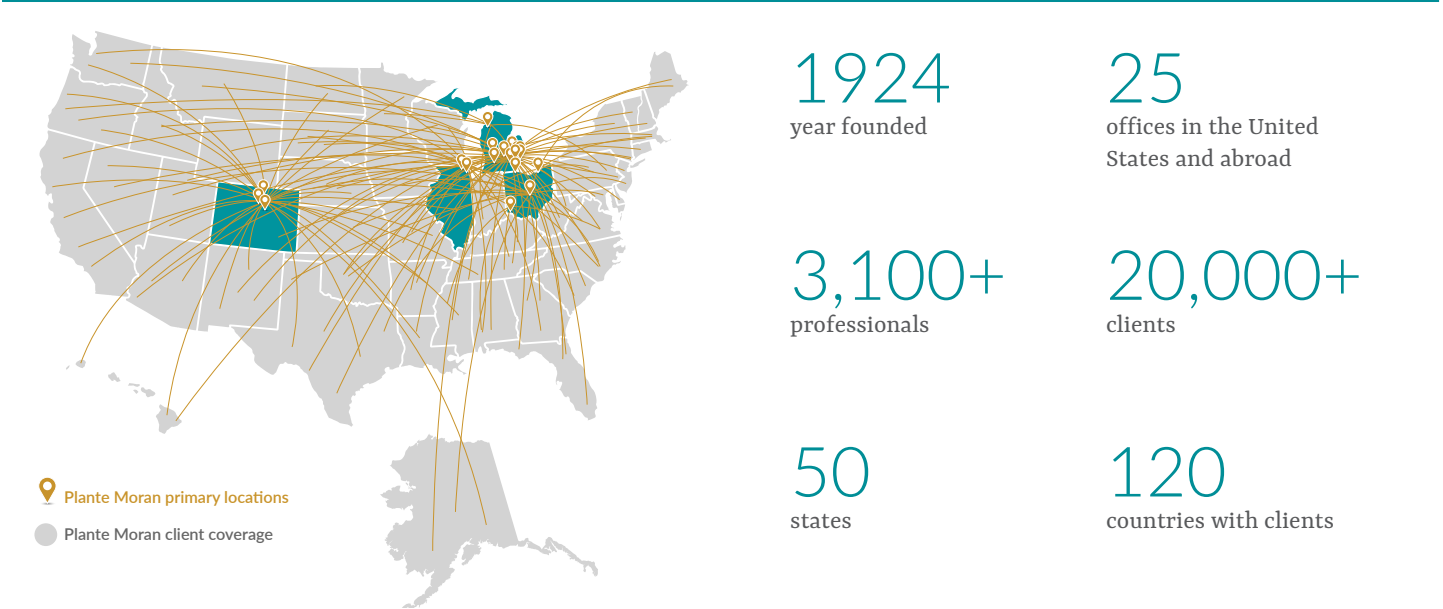 1924
year founded
25
offices in the United
States and abroad
3,100+
professionals
20,000+
clients
50
states
120
countries with clients
Plante Moran primary locations
Plante Moran client coverage